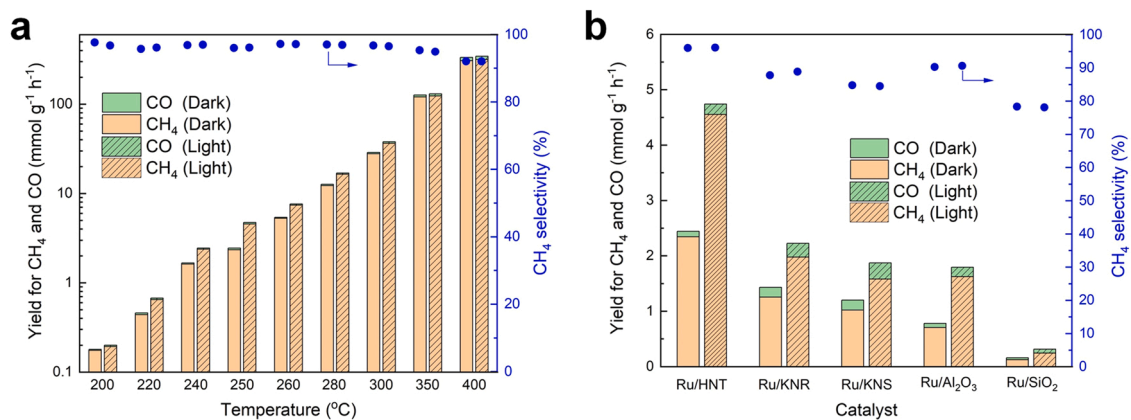 a
Yield for CH₄ and CO (mmol g⁻¹ h⁻¹)
100
10
1
0.1
CO (Dark)
CH₄ (Dark)
CO (Light)
CH₄ (Light)
200 220 240 250 260 280 300 350 400
Temperature (°C)
100
80
60
40
20
0
CH₄ selectivity (%)
b
Yield for CH₄ and CO (mmol g⁻¹ h⁻¹)
6
5
4
3
2
1
0
CO (Dark)
CH₄ (Dark)
CO (Light)
CH₄ (Light)
Ru/HNT Ru/KNR Ru/KNS Ru/Al₂O₃ Ru/SiO₂
Catalyst
100
90
80
70
60
50
40
30
20
10
0
CH₄ selectivity (%)